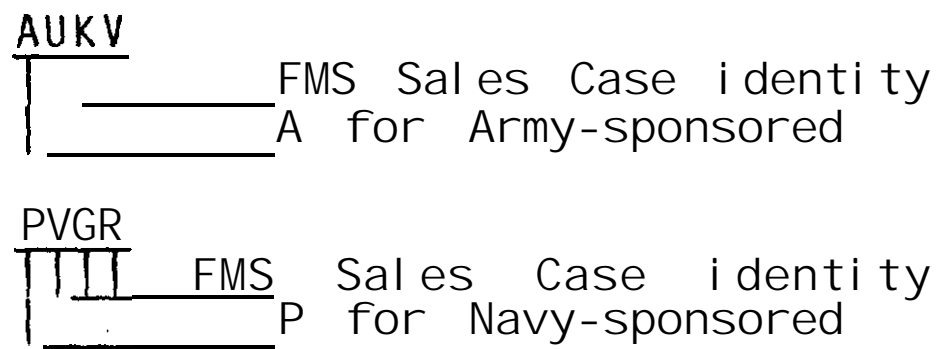 AUKV
FMS Sales Case identity
A for Army-sponsored
PVGR
FMS Sales Case identity
P for Navy-sponsored